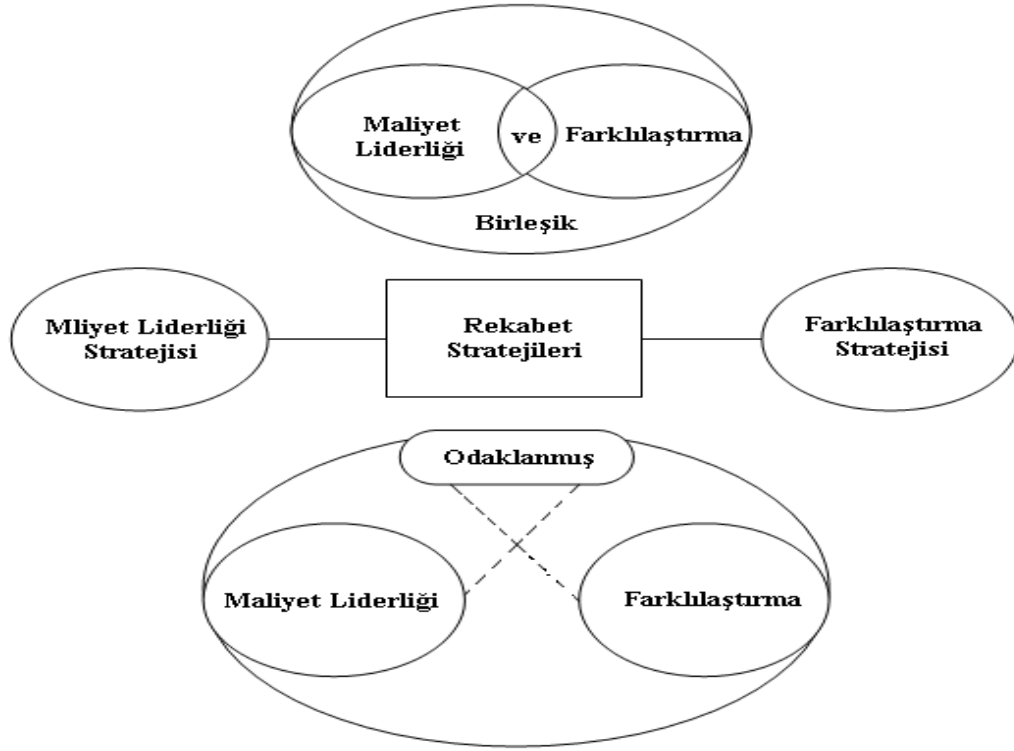 Maliyet
Liderliği
ve
Farklılaştırma
Birleşik
Mliyet Liderliği
Stratejisi
Rekabet
Stratejileri
Farklılaştırma
Stratejisi
Odaklanmış
Maliyet Liderliği
Farklılaştırma